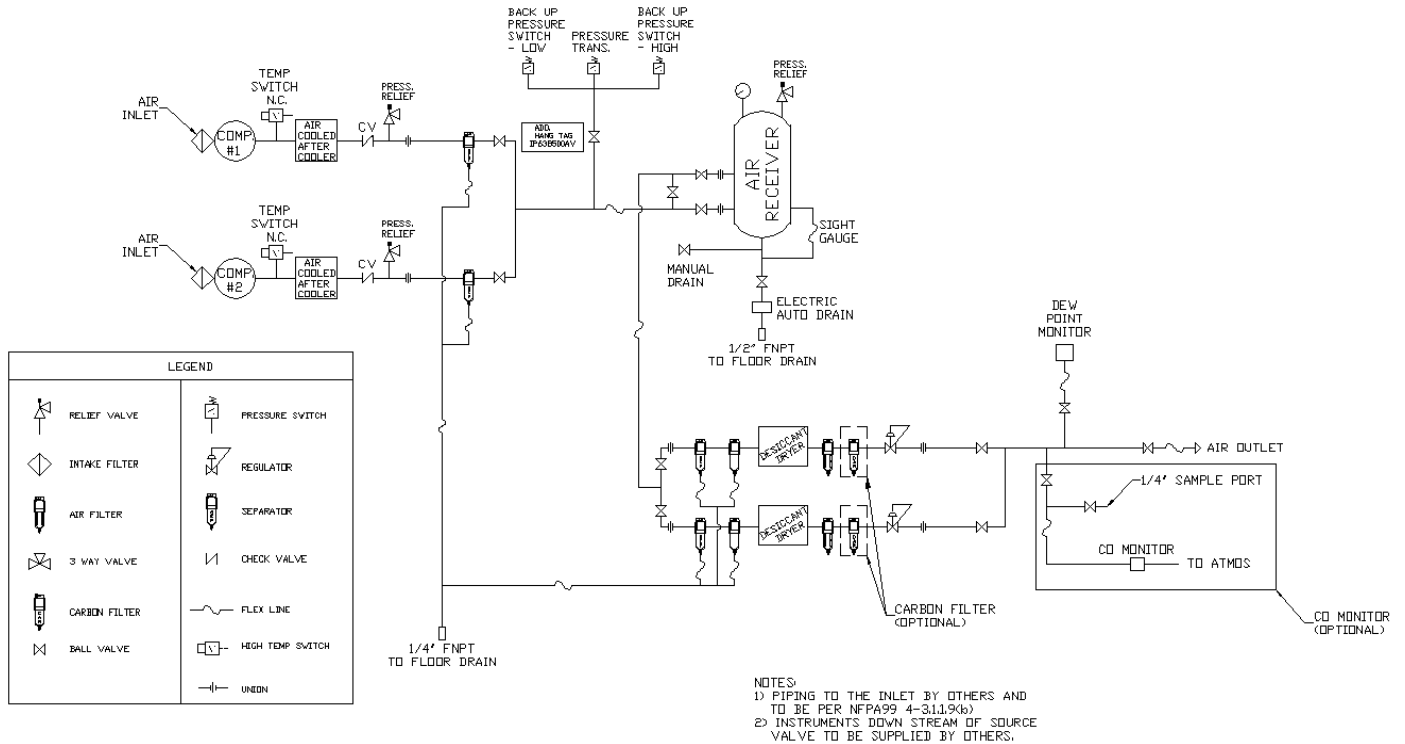 BACK UP
PRESSURE
SWITCH
- LOW
PRESSURE
TRANS.
BACK UP
PRESSURE
SWITCH
- HIGH
TEMP
SWITCH
N.C.
PRESS.
RELIEF
AIR
INLET
COMP.
#1
AIR
COOLED
AFTER
COOLER
CV
ADD.
HANG TAG
IP63B500AV
PRESS.
RELIEF
AIR
RECEIVER
SIGHT
GAUGE
MANUAL
DRAIN
ELECTRIC
AUTO DRAIN
1/2" FNPT
TO FLOOR DRAIN
TEMP
SWITCH
N.C.
PRESS.
RELIEF
AIR
INLET
COMP.
#2
AIR
COOLED
AFTER
COOLER
CV
DEW
POINT
MONITOR
LEGEND
RELIEF VALVE
INTAKE FILTER
AIR FILTER
3 WAY VALVE
CARBON FILTER
BALL VALVE
PRESSURE SWITCH
REGULATOR
SEPARATOR
CHECK VALVE
FLEX LINE
HIGH TEMP SWITCH
UNION
DESICCANT
DRYER
DESICCANT
DRYER
AIR OUTLET
1/4" SAMPLE PORT
CO MONITOR
TO ATMOS
CARBON FILTER
(OPTIONAL)
CO MONITOR
(OPTIONAL)
1/4" FNPT
TO FLOOR DRAIN
NOTES:
1) PIPING TO THE INLET BY OTHERS AND
TO BE PER NFPA99 4-3.1.1.9(b)
2) INSTRUMENTS DOWN STREAM OF SOURCE
VALVE TO BE SUPPLIED BY OTHERS.